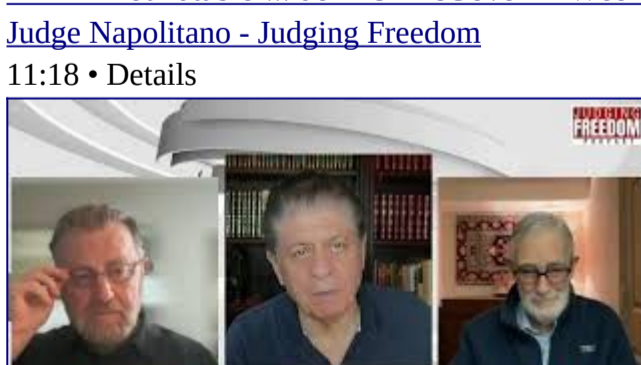 Judge Napolitano - Judging Freedom
11:18 • Details
JUDGING
FREEDOM